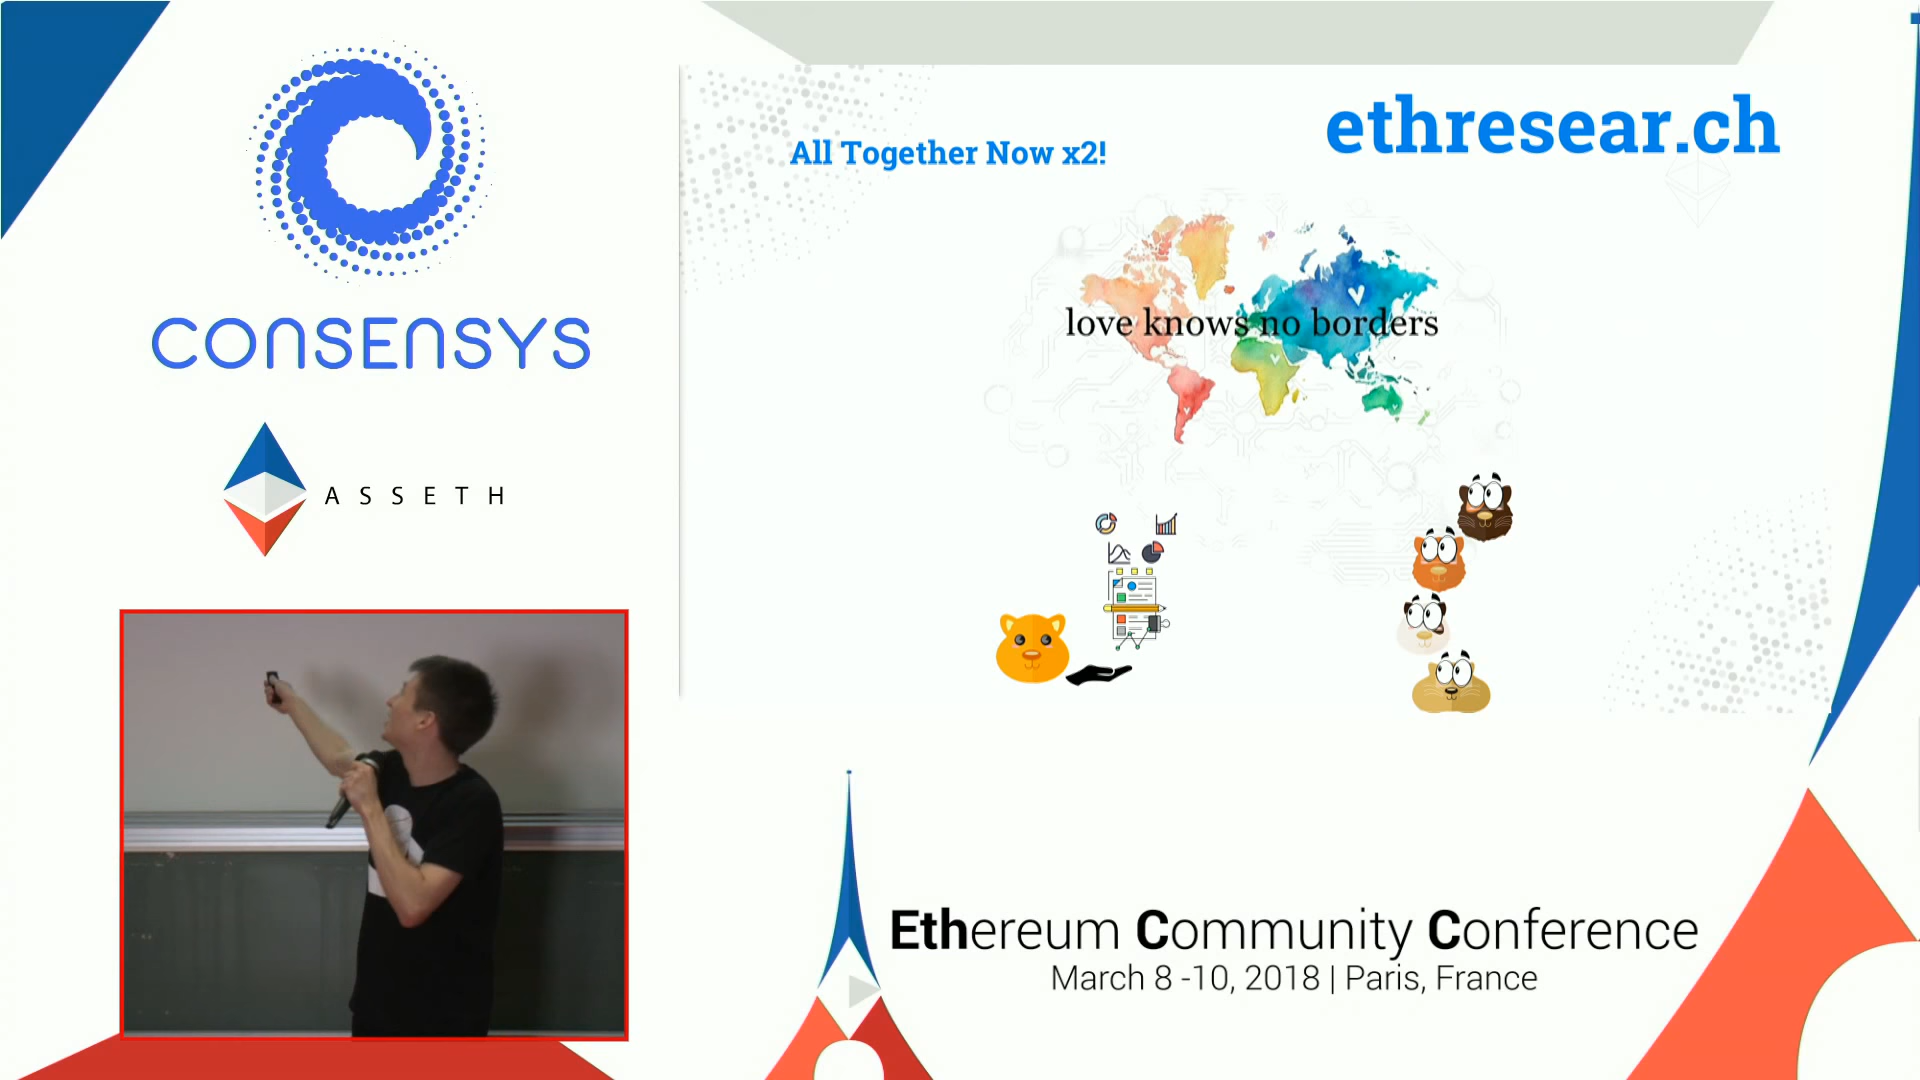 CONSENSYS
ASSETH
All Together Now x2!
ethresear.ch
love knows no borders
Ethereum Community Conference
March 8 -10, 2018 | Paris, France